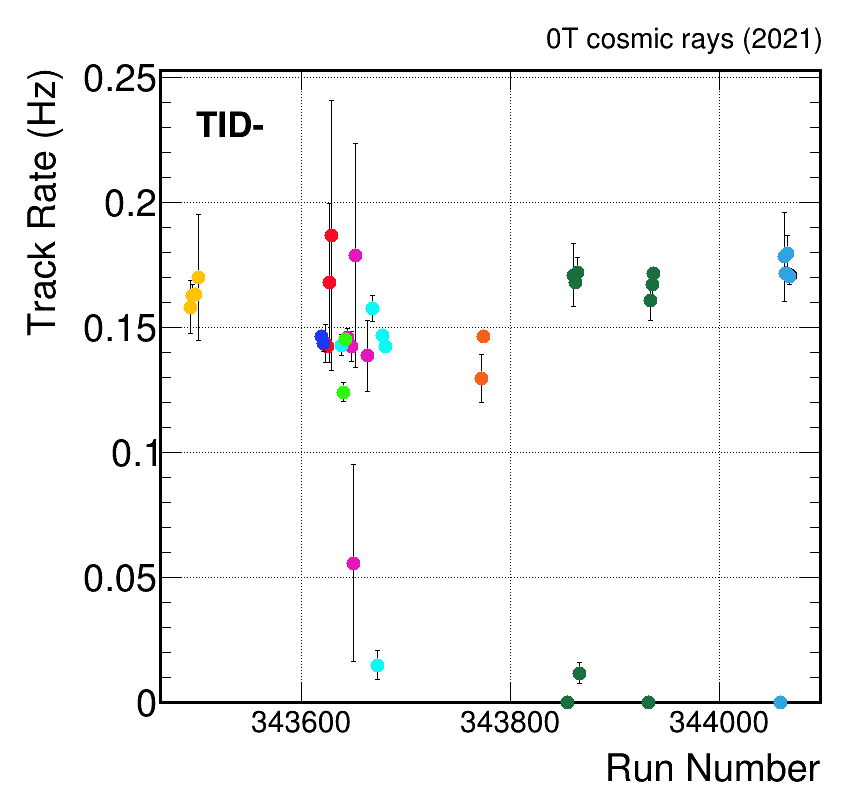 0T cosmic rays (2021)
Track Rate (Hz)
TID-
0.25
0.2
0.15
0.1
0.05
0
343600 343800 344000
Run Number